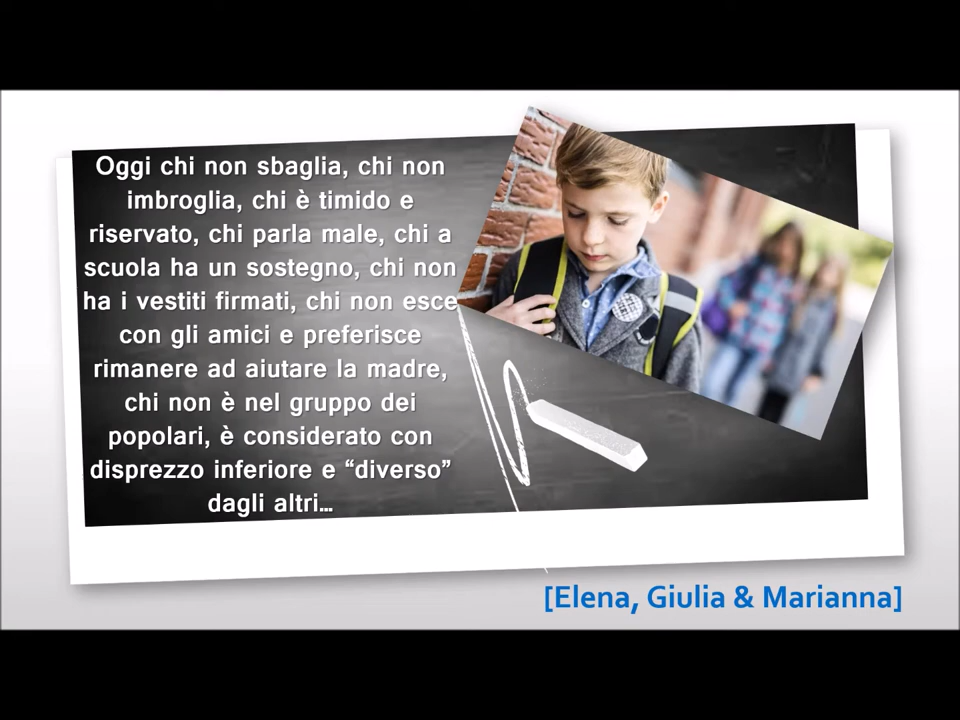 Oggi chi non sbaglia, chi non
imbroglia, chi è timido e
riservato, chi parla male, chi a
scuola ha un sostegno, chi non
ha i vestiti firmati, chi non esce
con gli amici e preferisce
rimanere ad aiutare la madre,
chi non è nel gruppo dei
popolari, è considerato con
disprezzo inferiore e “diverso”
dagli altri...
[Elena, Giulia & Marianna]